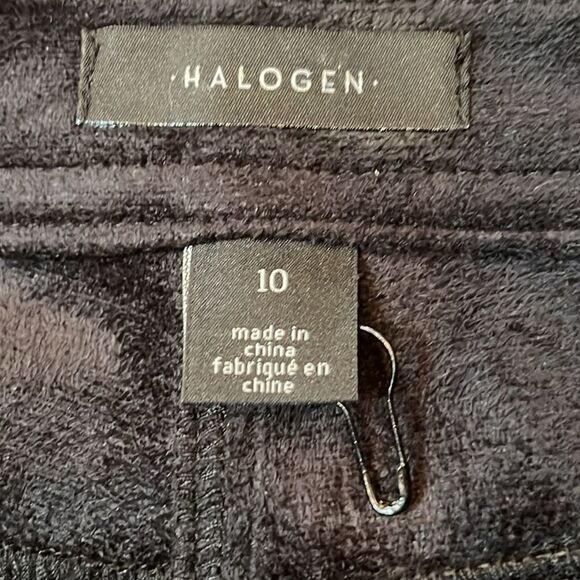 ·HALOGEN·
10
made in
china
fabriqué en
chine